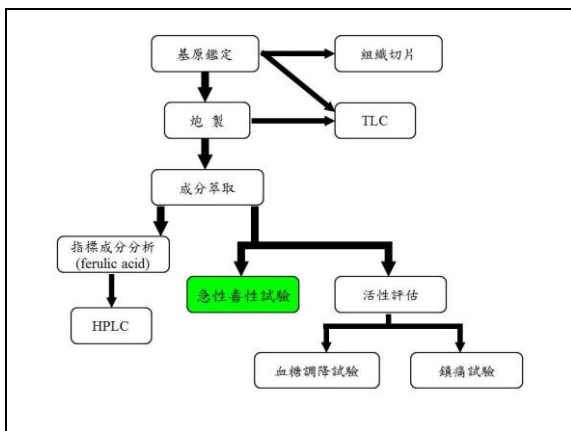 基原鑑定
組織切片
炮 製
TLC
成分萃取
指標成分分析
(ferulic acid)
急性毒性試驗
活性評估
HPLC
血糖調降試驗
鎮痛試驗